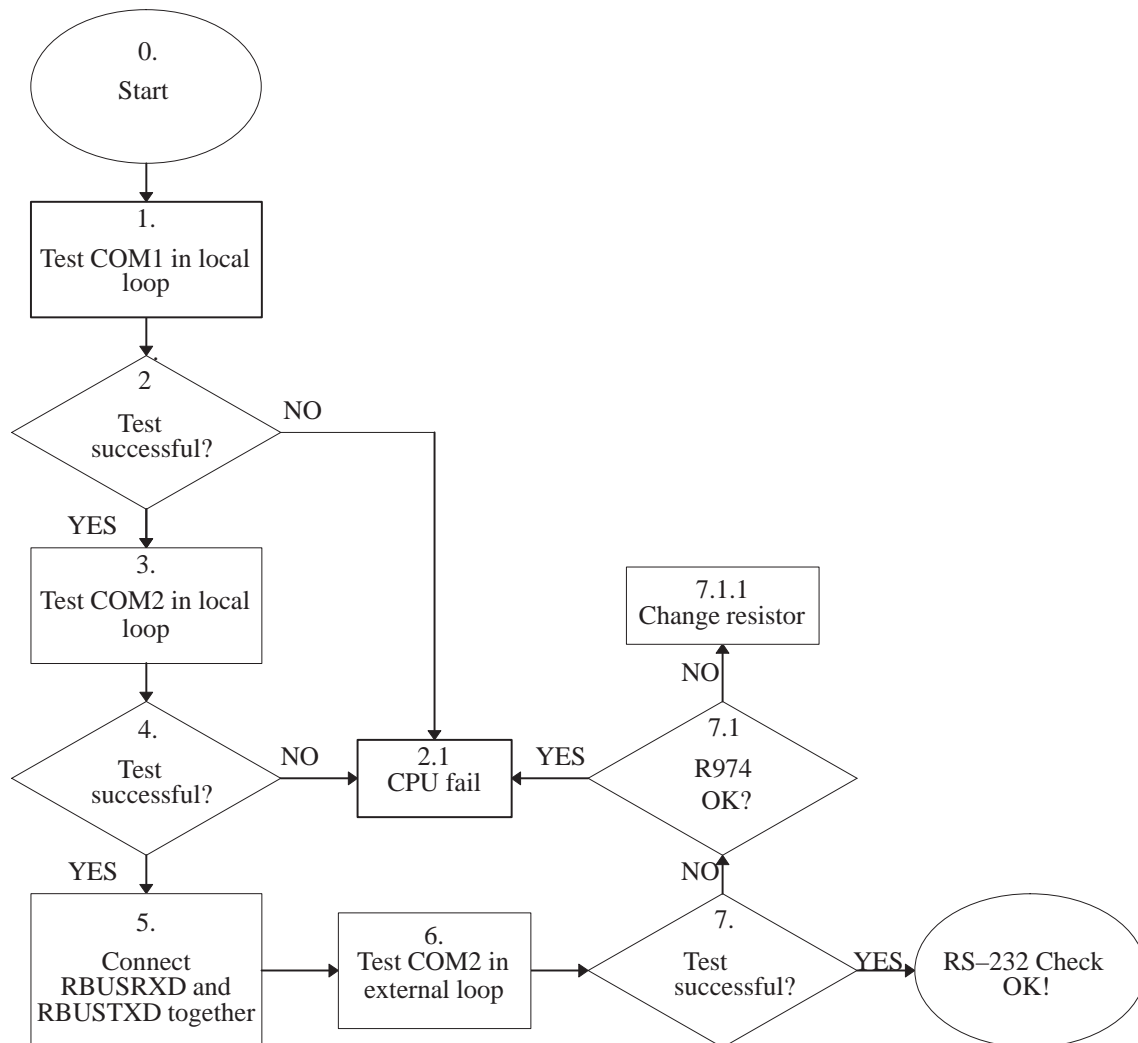 0.
Start
1.
Test COM1 in local
loop
2.
Test
successful?
NO
YES
3.
Test COM2 in local
loop
4.
Test
successful?
NO
YES
2.1
CPU fail
YES
7.1.1
Change resistor
NO
7.1
R974
OK?
NO
5.
Connect
RBUSRXD and
RBUSTXD together
6.
Test COM2 in
external loop
7.
Test
successful?
YES
RS–232 Check
OK!